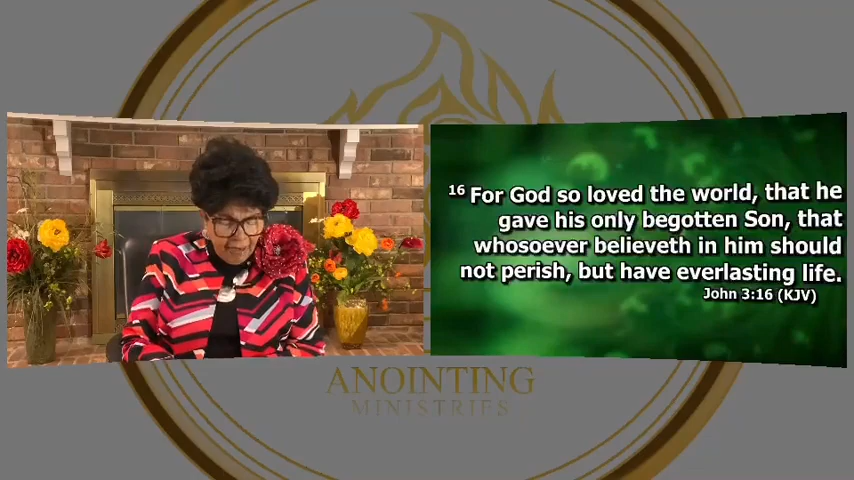 16 For God so loved the world, that he
gave his only begotten Son, that
whosoever believeth in him should
not perish, but have everlasting life.
John 3:16 (KJV)
ANOINTING
MINISTRIES